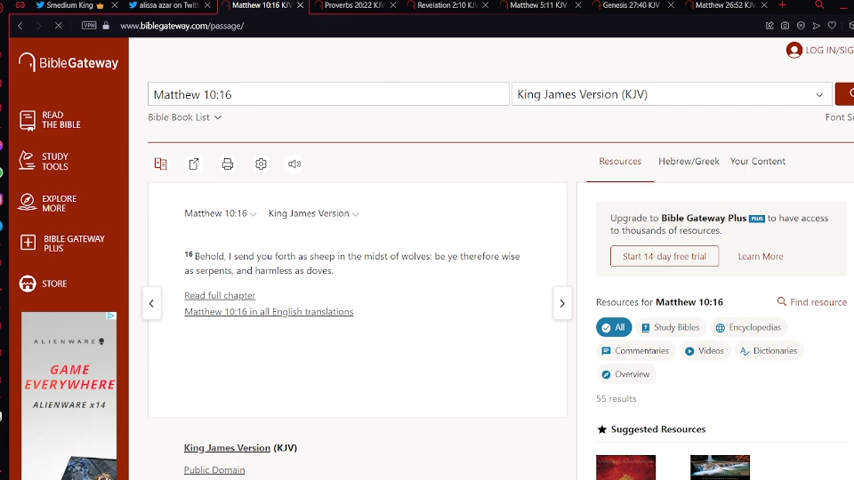 Smedium King
alissa azar on Twitt
Matthew 10:16 KJV
Proverbs 20:22 KJV
Revelation 2:10 KJV
Matthew 5:11 KJV
Genesis 27:40 KJV
Matthew 26:52 KJV
VPN www.biblegateway.com/passage/
BibleGateway
LOG IN/SIG
Matthew 10:16 King James Version (KJV)
Bible Book List
Font Si
READ
THE BIBLE
STUDY
TOOLS
EXPLORE
MORE
BIBLE GATEWAY
PLUS
STORE
ALIENWARE
GAME
EVERYWHERE
ALIENWARE x14
Matthew 10:16 King James Version
16 Behold, I send you forth as sheep in the midst of wolves: be ye therefore wise
as serpents, and harmless as doves.
Read full chapter
Matthew 10:16 in all English translations
King James Version (KJV)
Public Domain
Resources Hebrew/Greek Your Content
Upgrade to Bible Gateway Plus PLUS to have access
to thousands of resources.
Start 14-day free trial Learn More
Resources for Matthew 10:16 Find resource
All Study Bibles Encyclopedias
Commentaries Videos Dictionaries
Overview
55 results
Suggested Resources